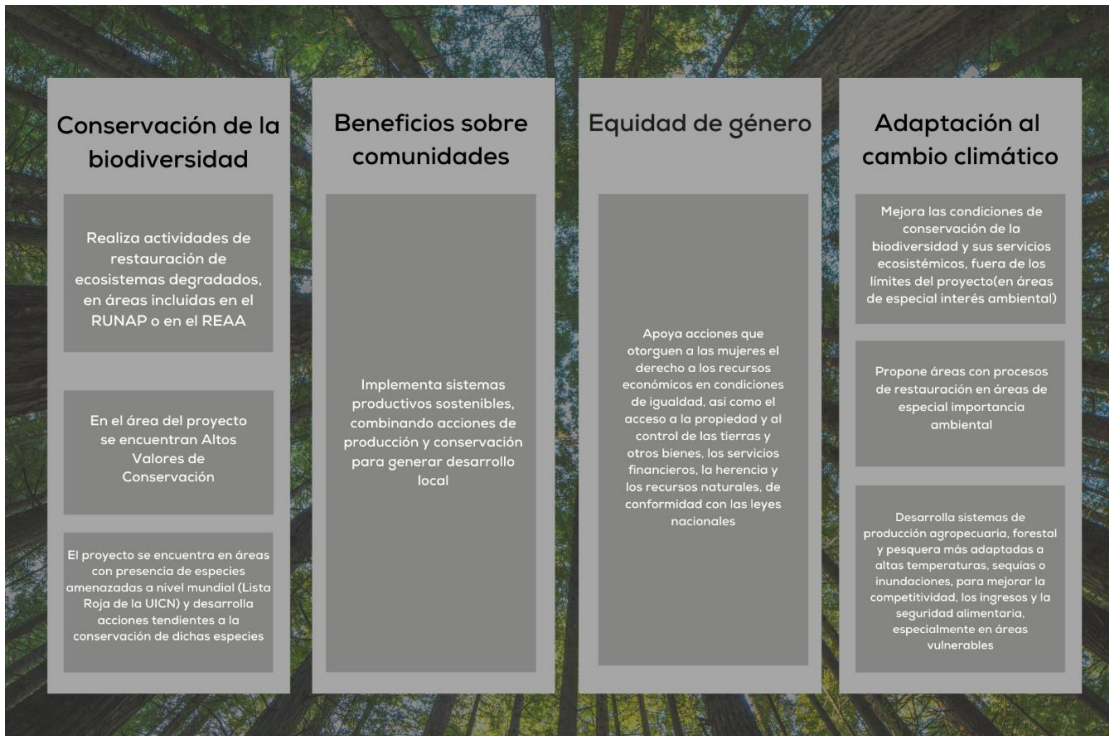 Conservación de la
biodiversidad
Realiza actividades de
restauración de
ecosistemas degradados,
en áreas incluidas en el
RUNAP o en el REAA
En el área del proyecto
se encuentran Altos
Valores de
Conservación
El proyecto se encuentra en áreas
con presencia de especies
amenazadas a nivel mundial (Lista
Roja de la UICN) y desarrolla
acciones tendientes a la
conservación de dichas especies
Beneficios sobre
comunidades
Implementa sistemas
productivos sostenibles,
combinando acciones de
producción y conservación
para generar desarrollo
local
Equidad de género
Apoya acciones que
otorguen a las mujeres el
derecho a los recursos
económicos en condiciones
de igualdad, así como el
acceso a la propiedad y al
control de las tierras y
otros bienes, los servicios
financieros, la herencia y
los recursos naturales, de
conformidad con las leyes
nacionales
Adaptación al
cambio climático
Mejora las condiciones de
conservación de la
biodiversidad y sus servicios
ecosistémicos, fuera de los
límites del proyecto(en áreas
de especial interés ambiental)
Propone áreas con procesos
de restauración en áreas de
especial importancia
ambiental
Desarrolla sistemas de
producción agropecuaria, forestal
y pesquera más adaptadas a
altas temperaturas, sequías o
inundaciones, para mejorar la
competitividad, los ingresos y la
seguridad alimentaria,
especialmente en áreas
vulnerables